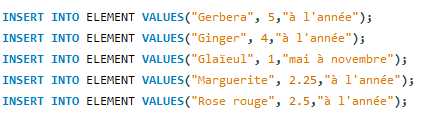 INSERT INTO ELEMENT VALUES("Gerbera", 5,"à l'année");
INSERT INTO ELEMENT VALUES("Ginger", 4,"à l'année");
INSERT INTO ELEMENT VALUES("Glaïeul", 1,"mai à novembre");
INSERT INTO ELEMENT VALUES("Marguerite", 2.25,"à l'année");
INSERT INTO ELEMENT VALUES("Rose rouge", 2.5,"à l'année");